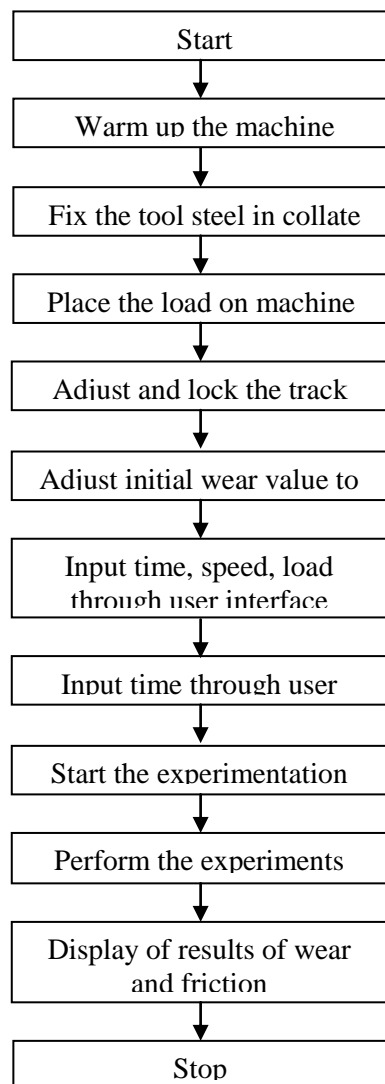 Start
Warm up the machine
Fix the tool steel in collate
Place the load on machine
Adjust and lock the track
Adjust initial wear value to
Input time, speed, load
through user interface
Input time through user
Start the experimentation
Perform the experiments
Display of results of wear
and friction
Stop